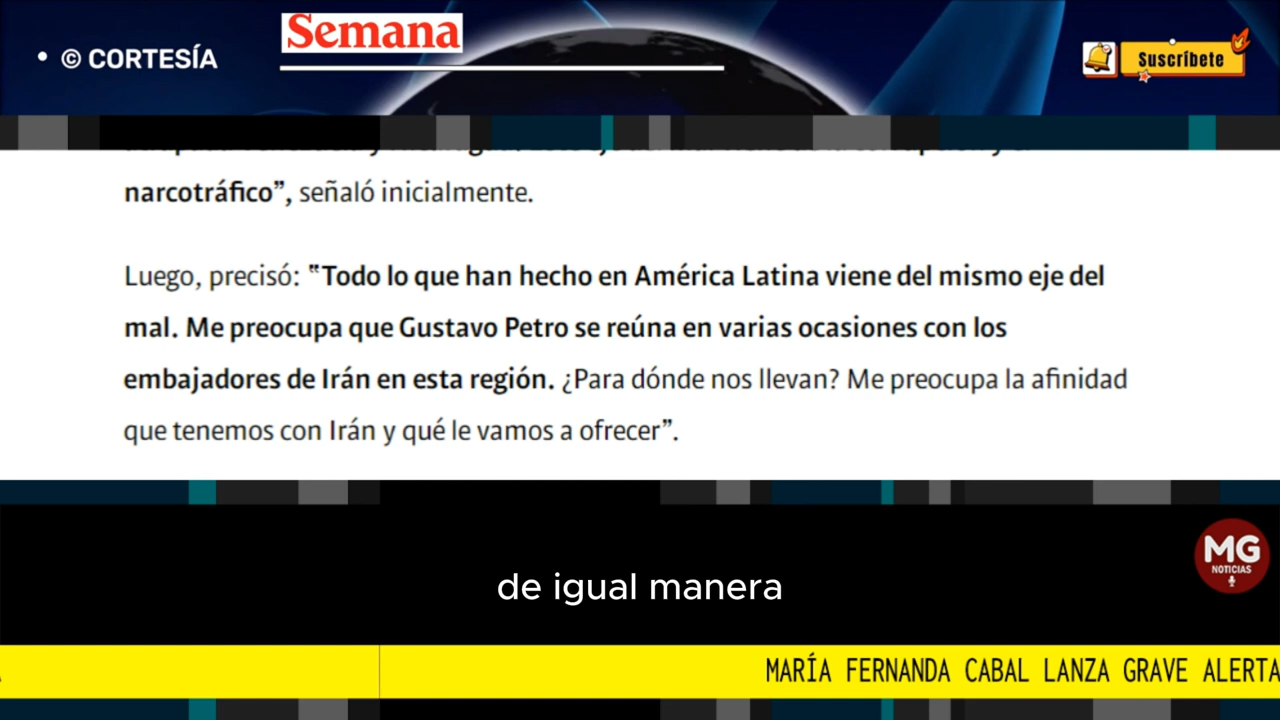 • © CORTESÍA
Semana
Suscríbete
narcotráfico”, señaló inicialmente.
Luego, precisó: “Todo lo que han hecho en América Latina viene del mismo eje del
mal. Me preocupa que Gustavo Petro se reúna en varias ocasiones con los
embajadores de Irán en esta región. ¿Para dónde nos llevan? Me preocupa la afinidad
que tenemos con Irán y qué le vamos a ofrecer”.
MG
NOTICIAS
de igual manera
MARÍA FERNANDA CABAL LANZA GRAVE ALERTA